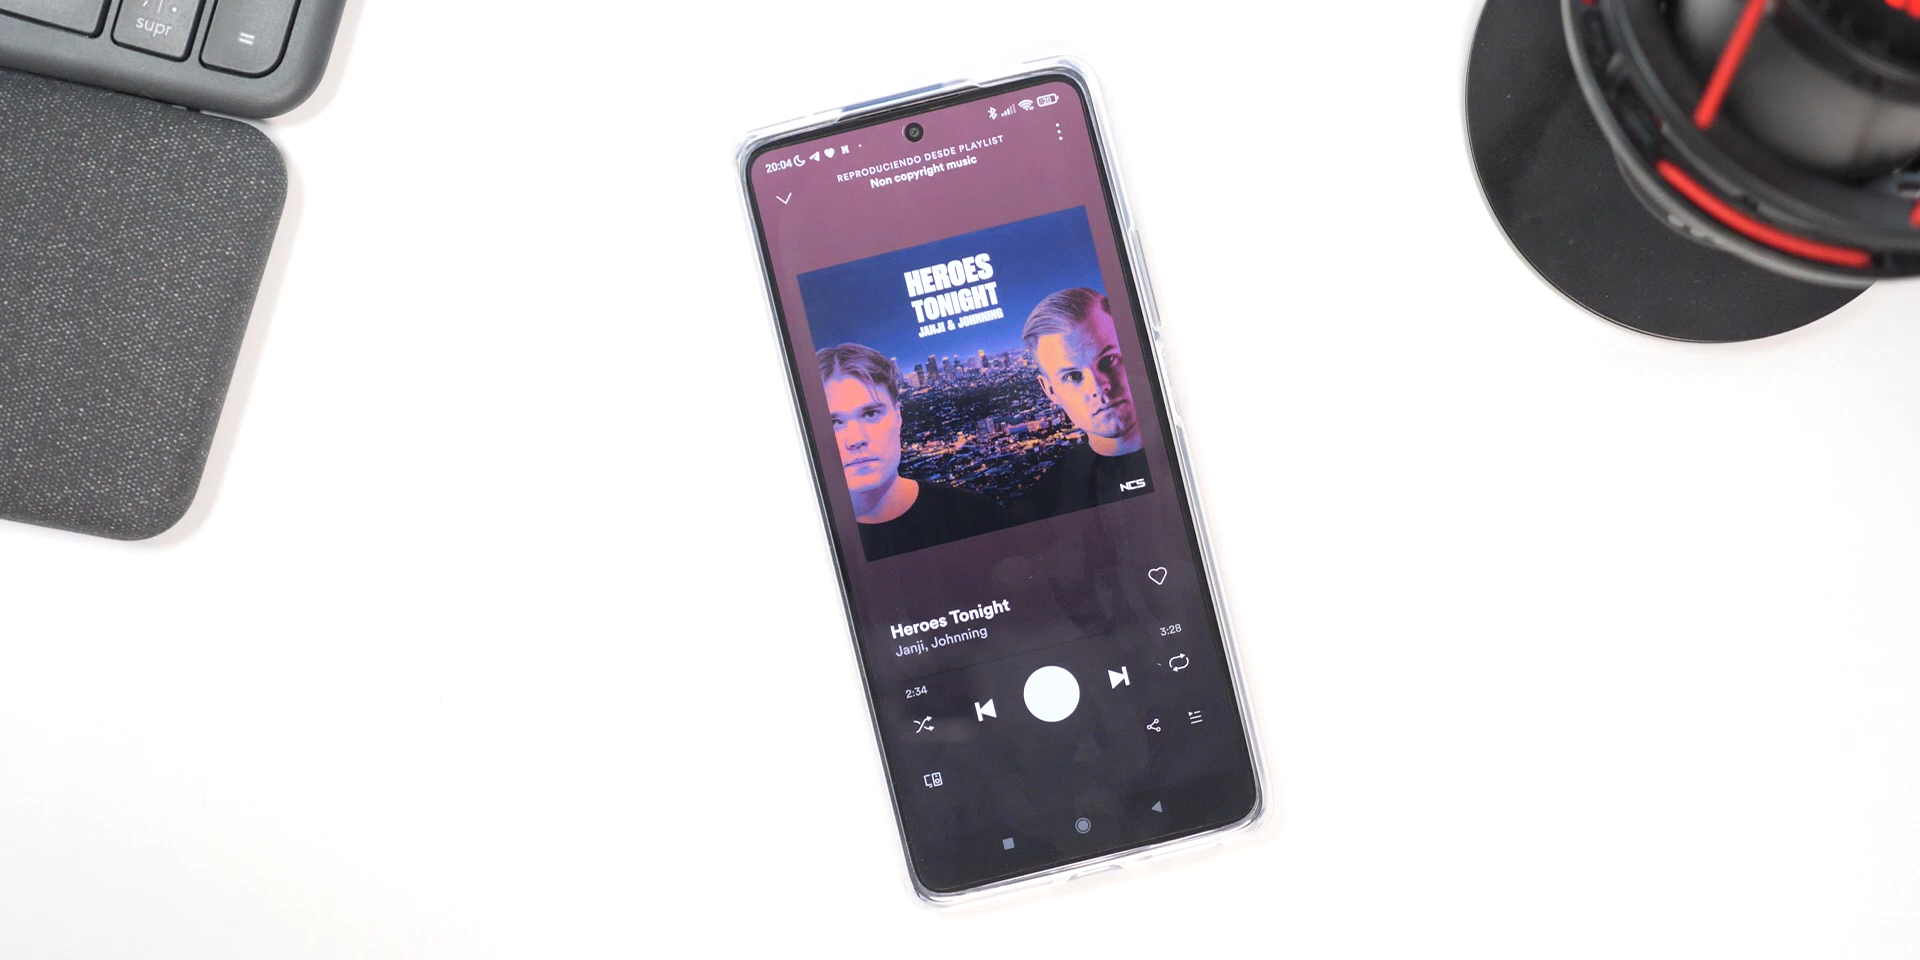 supr
=
20:04
REPRODUCIENDO DESDE PLAYLIST
Non copyright music
HEROES
TONIGHT
JANJI & JOHNNING
NCS
Heroes Tonight
Janji, Johnning
2:34
3:28